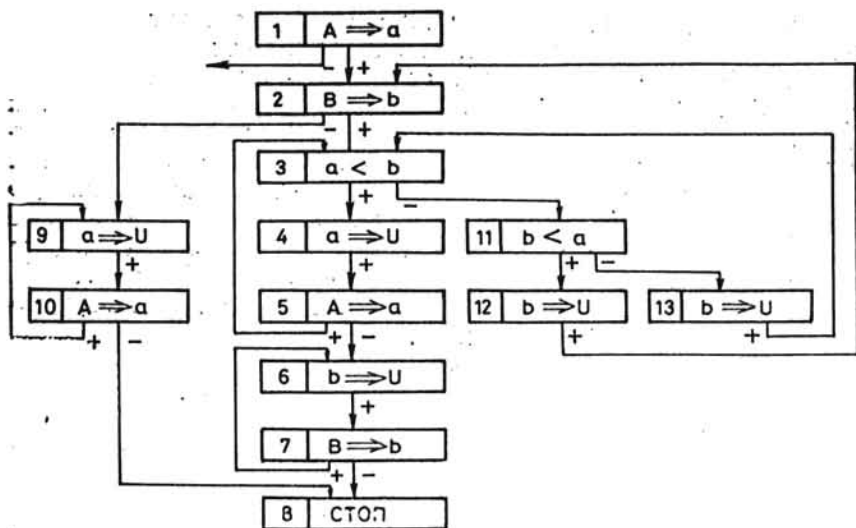 1 A ⟹ a
− +
2 B ⟹ b
− +
3 a < b
+ −
9 a ⟹ U
4 a ⟹ U
11 b < a
+ + + −
10 A ⟹ a
5 A ⟹ a
12 b ⟹ U
13 b ⟹ U
+ − + − + +
6 b ⟹ U
+
7 B ⟹ b
+ −
8 СТОП